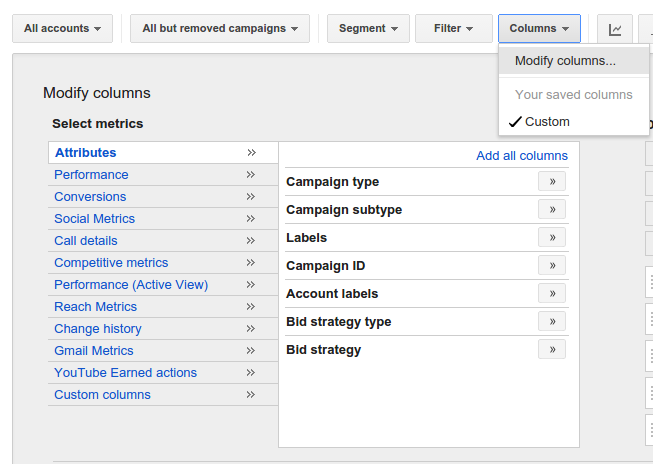 All accounts All but removed campaigns Segment Filter Columns
Modify columns...
Your saved columns
Custom
Modify columns
Select metrics
Attributes »
Performance »
Conversions »
Social Metrics »
Call details »
Competitive metrics »
Performance (Active View) »
Reach Metrics »
Change history »
Gmail Metrics »
YouTube Earned actions »
Custom columns »
Add all columns
Campaign type »
Campaign subtype »
Labels »
Campaign ID »
Account labels »
Bid strategy type »
Bid strategy »